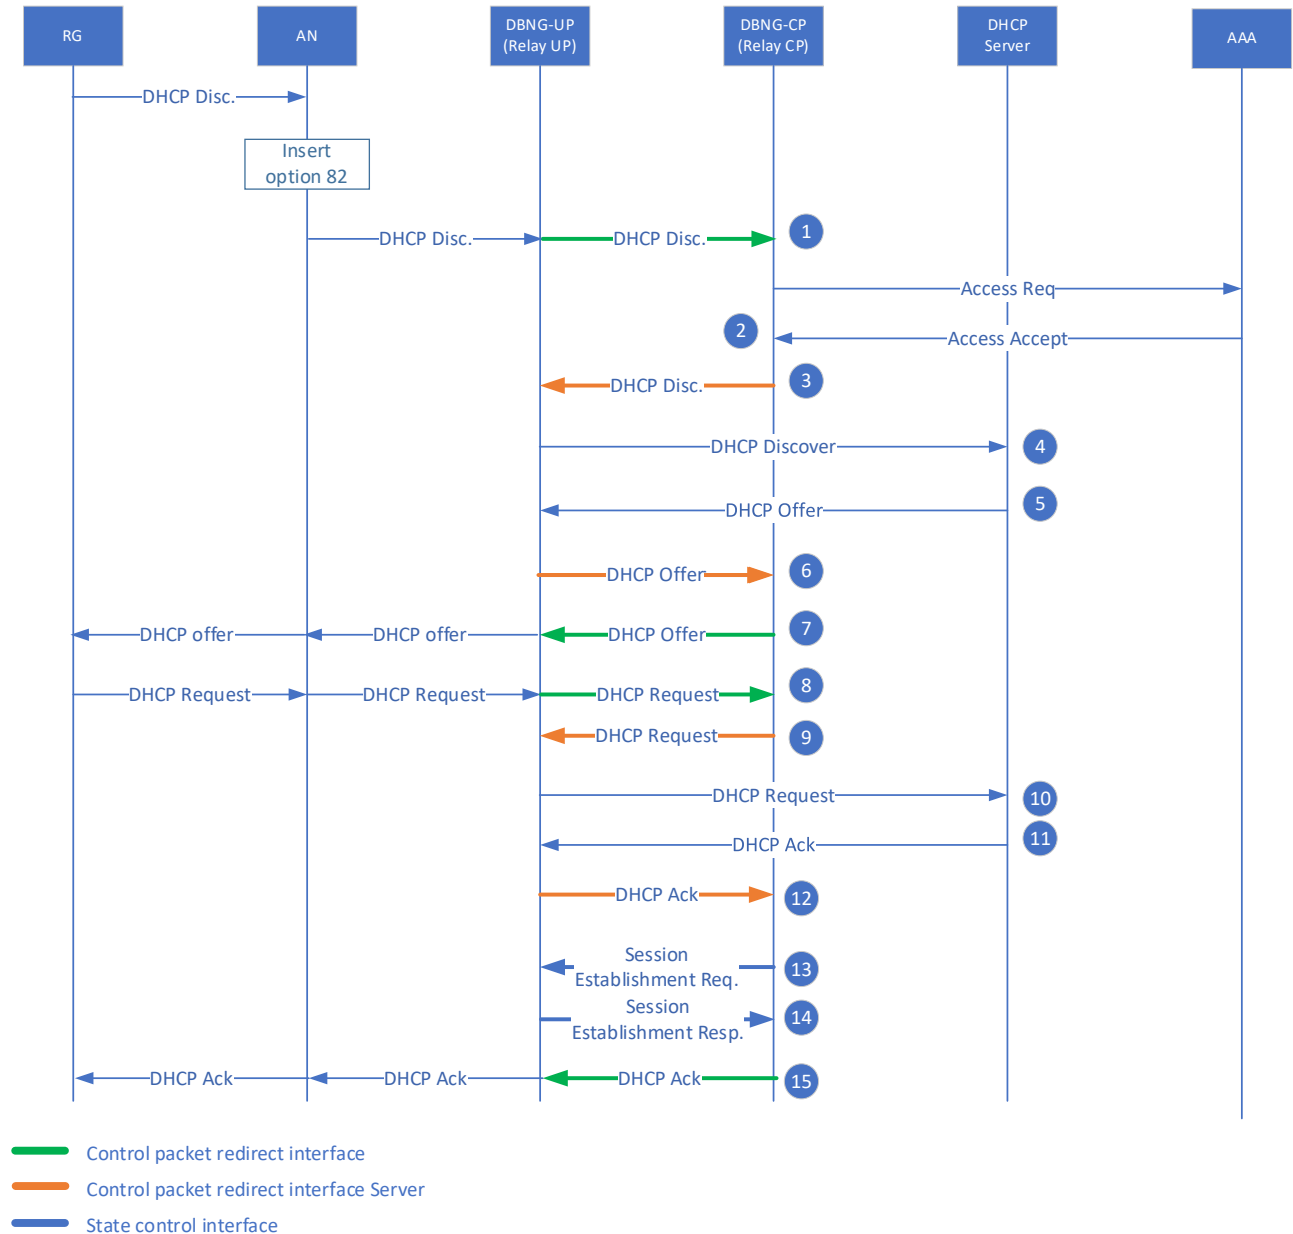 RG
AN
DBNG-UP
(Relay UP)
DBNG-CP
(Relay CP)
DHCP
Server
AAA
DHCP Disc.
Insert
option 82
DHCP Disc.
DHCP Disc.
1
Access Req
2
Access Accept
DHCP Disc.
3
DHCP Discover
4
DHCP Offer
5
DHCP Offer
6
DHCP offer
DHCP offer
DHCP Offer
7
DHCP Request
DHCP Request
DHCP Request
8
DHCP Request
9
DHCP Request
10
DHCP Ack
11
DHCP Ack
12
Session
Establishment Req.
13
Session
Establishment Resp.
14
DHCP Ack
DHCP Ack
DHCP Ack
15
Control packet redirect interface
Control packet redirect interface Server
State control interface